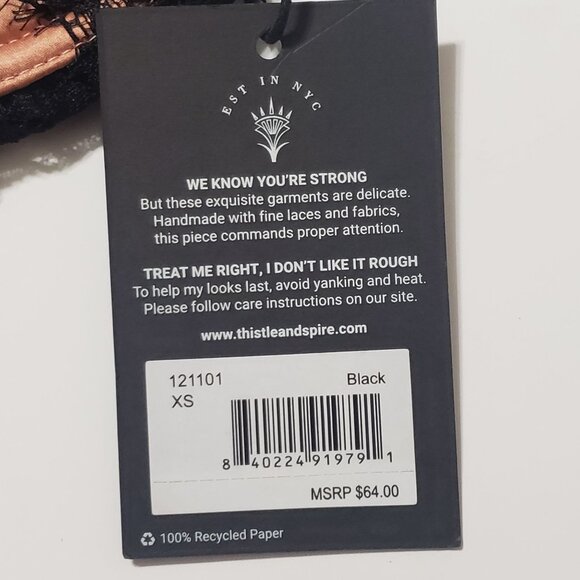 EST IN NYC
WE KNOW YOU'RE STRONG
But these exquisite garments are delicate.
Handmade with fine laces and fabrics,
this piece commands proper attention.
TREAT ME RIGHT, I DON'T LIKE IT ROUGH
To help my looks last, avoid yanking and heat.
Please follow care instructions on our site.
www.thistleandspire.com
121101 Black
XS
8 40224 91979 1
MSRP $64.00
100% Recycled Paper